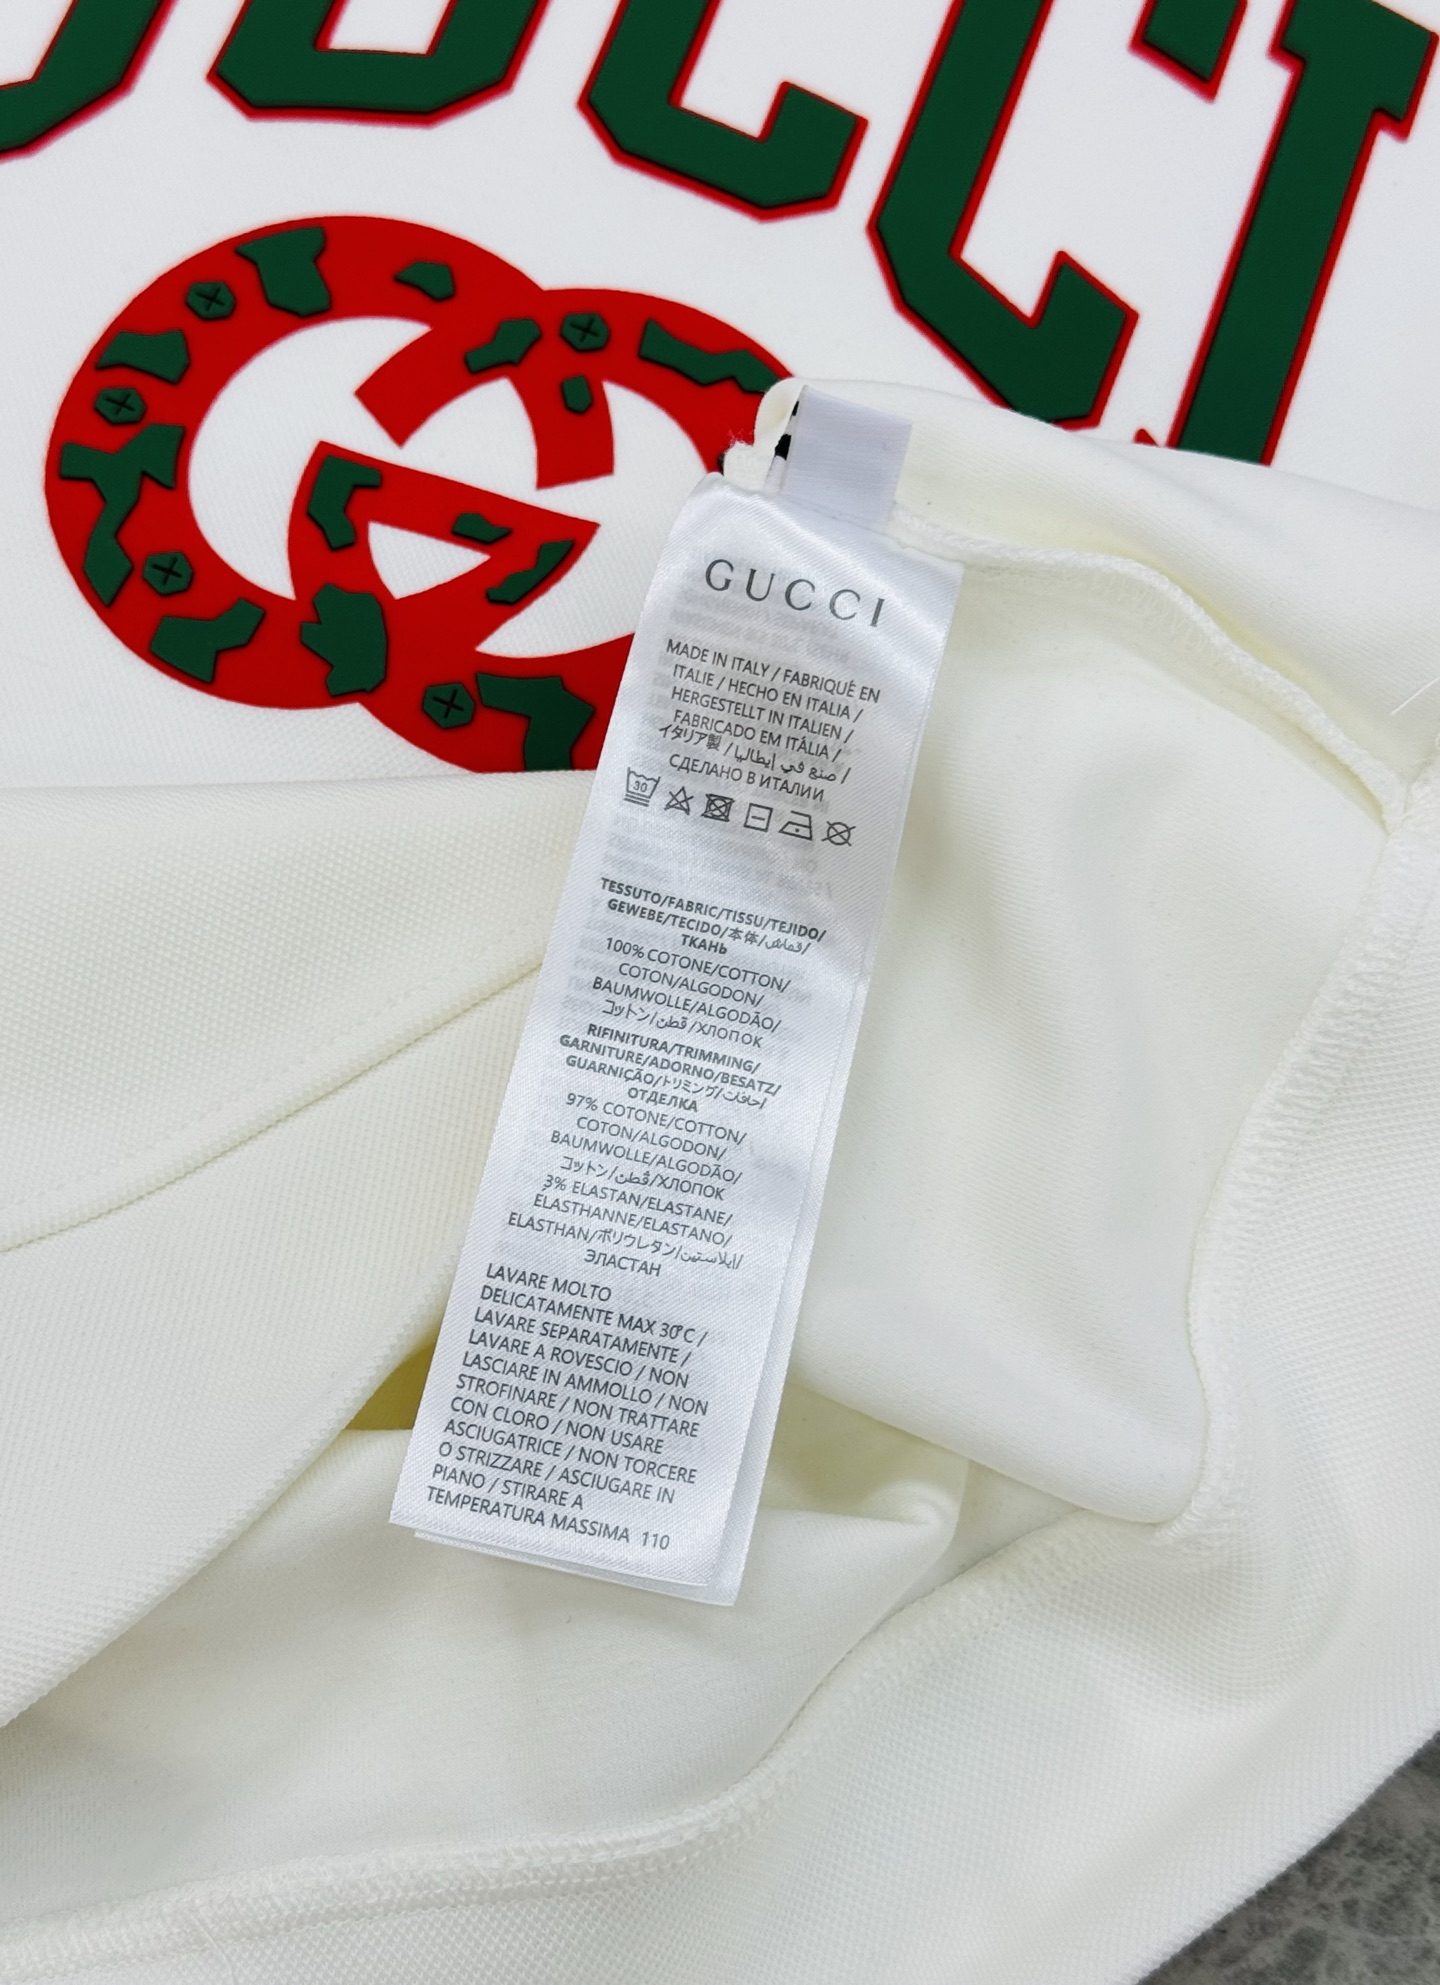 GUCCI
GUCCI
MADE IN ITALY / FABRIQUÉ EN
ITALIE / HECHO EN ITALIA /
HERGESTELLT IN ITALIEN /
FABRICADO EM ITÁLIA /
イタリア製 / صنع في إيطاليا /
СДЕЛАНО В ИТАЛИИ
30
TESSUTO/FABRIC/TISSU/TEJIDO/
GEWEBE/TECIDO/本体/قماش/
ТКАНЬ
100% COTONE/COTTON/
COTON/ALGODON/
BAUMWOLLE/ALGODÃO/
コットン/قطن/ХЛОПОК
RIFINITURA/TRIMMING/
GARNITURE/ADORNO/BESATZ/
GUARNIÇÃO/トリミング/حافات/
ОТДЕЛКА
97% COTONE/COTTON/
COTON/ALGODON/
BAUMWOLLE/ALGODÃO/
コットン/قطن/ХЛОПОК
3% ELASTAN/ELASTANE/
ELASTHANNE/ELASTANO/
ELASTHAN/ポリウレタン/إيلاستين/
ЭЛАСТАН
LAVARE MOLTO
DELICATAMENTE MAX 30°C /
LAVARE SEPARATAMENTE /
LAVARE A ROVESCIO / NON
LASCIARE IN AMMOLLO / NON
STROFINARE / NON TRATTARE
CON CLORO / NON USARE
ASCIUGATRICE / NON TORCERE
O STRIZZARE / ASCIUGARE IN
PIANO / STIRARE A
TEMPERATURA MASSIMA 110